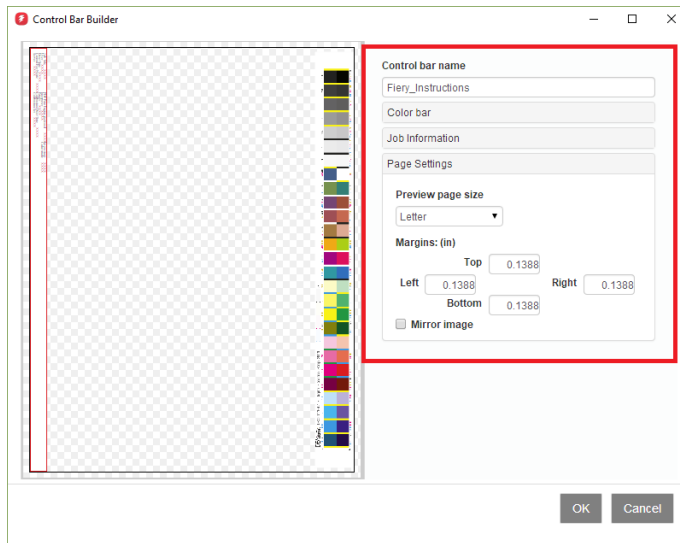 Control Bar Builder
Control bar name
Fiery_Instructions
Color bar
Job Information
Page Settings
Preview page size
Letter
Margins: (in)
Top 0.1388
Left 0.1388 Right 0.1388
Bottom 0.1388
Mirror image
OK Cancel